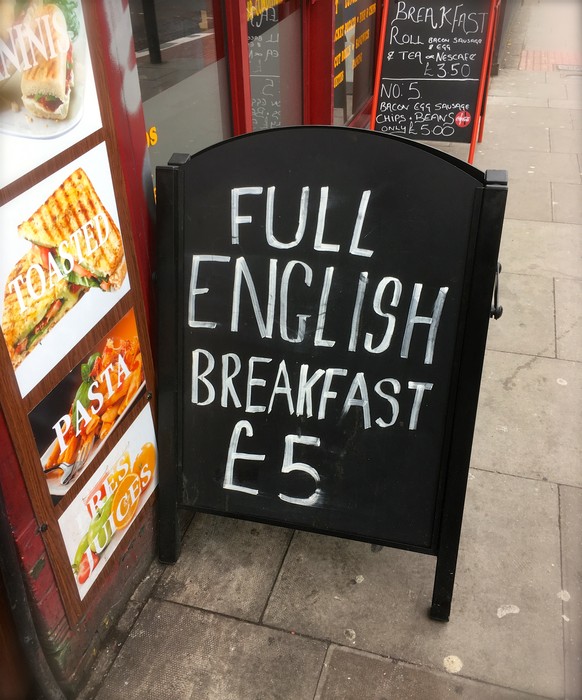 FULL
ENGLISH
BREAKFAST
£5
BREAKFAST
ROLL BACON SAUSAGE
& EGG
& TEA OR NESCAFE
£3.50
NO. 5
BACON EGG SAUSAGE
CHIPS + BEANS
ONLY £5.00
TOASTED
PASTA
JUICES